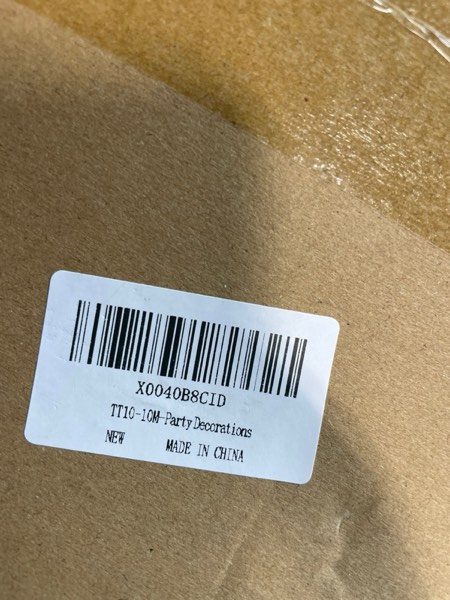 X0040B8CID
TT10-10M-Party Decorations
NEW MADE IN CHINA